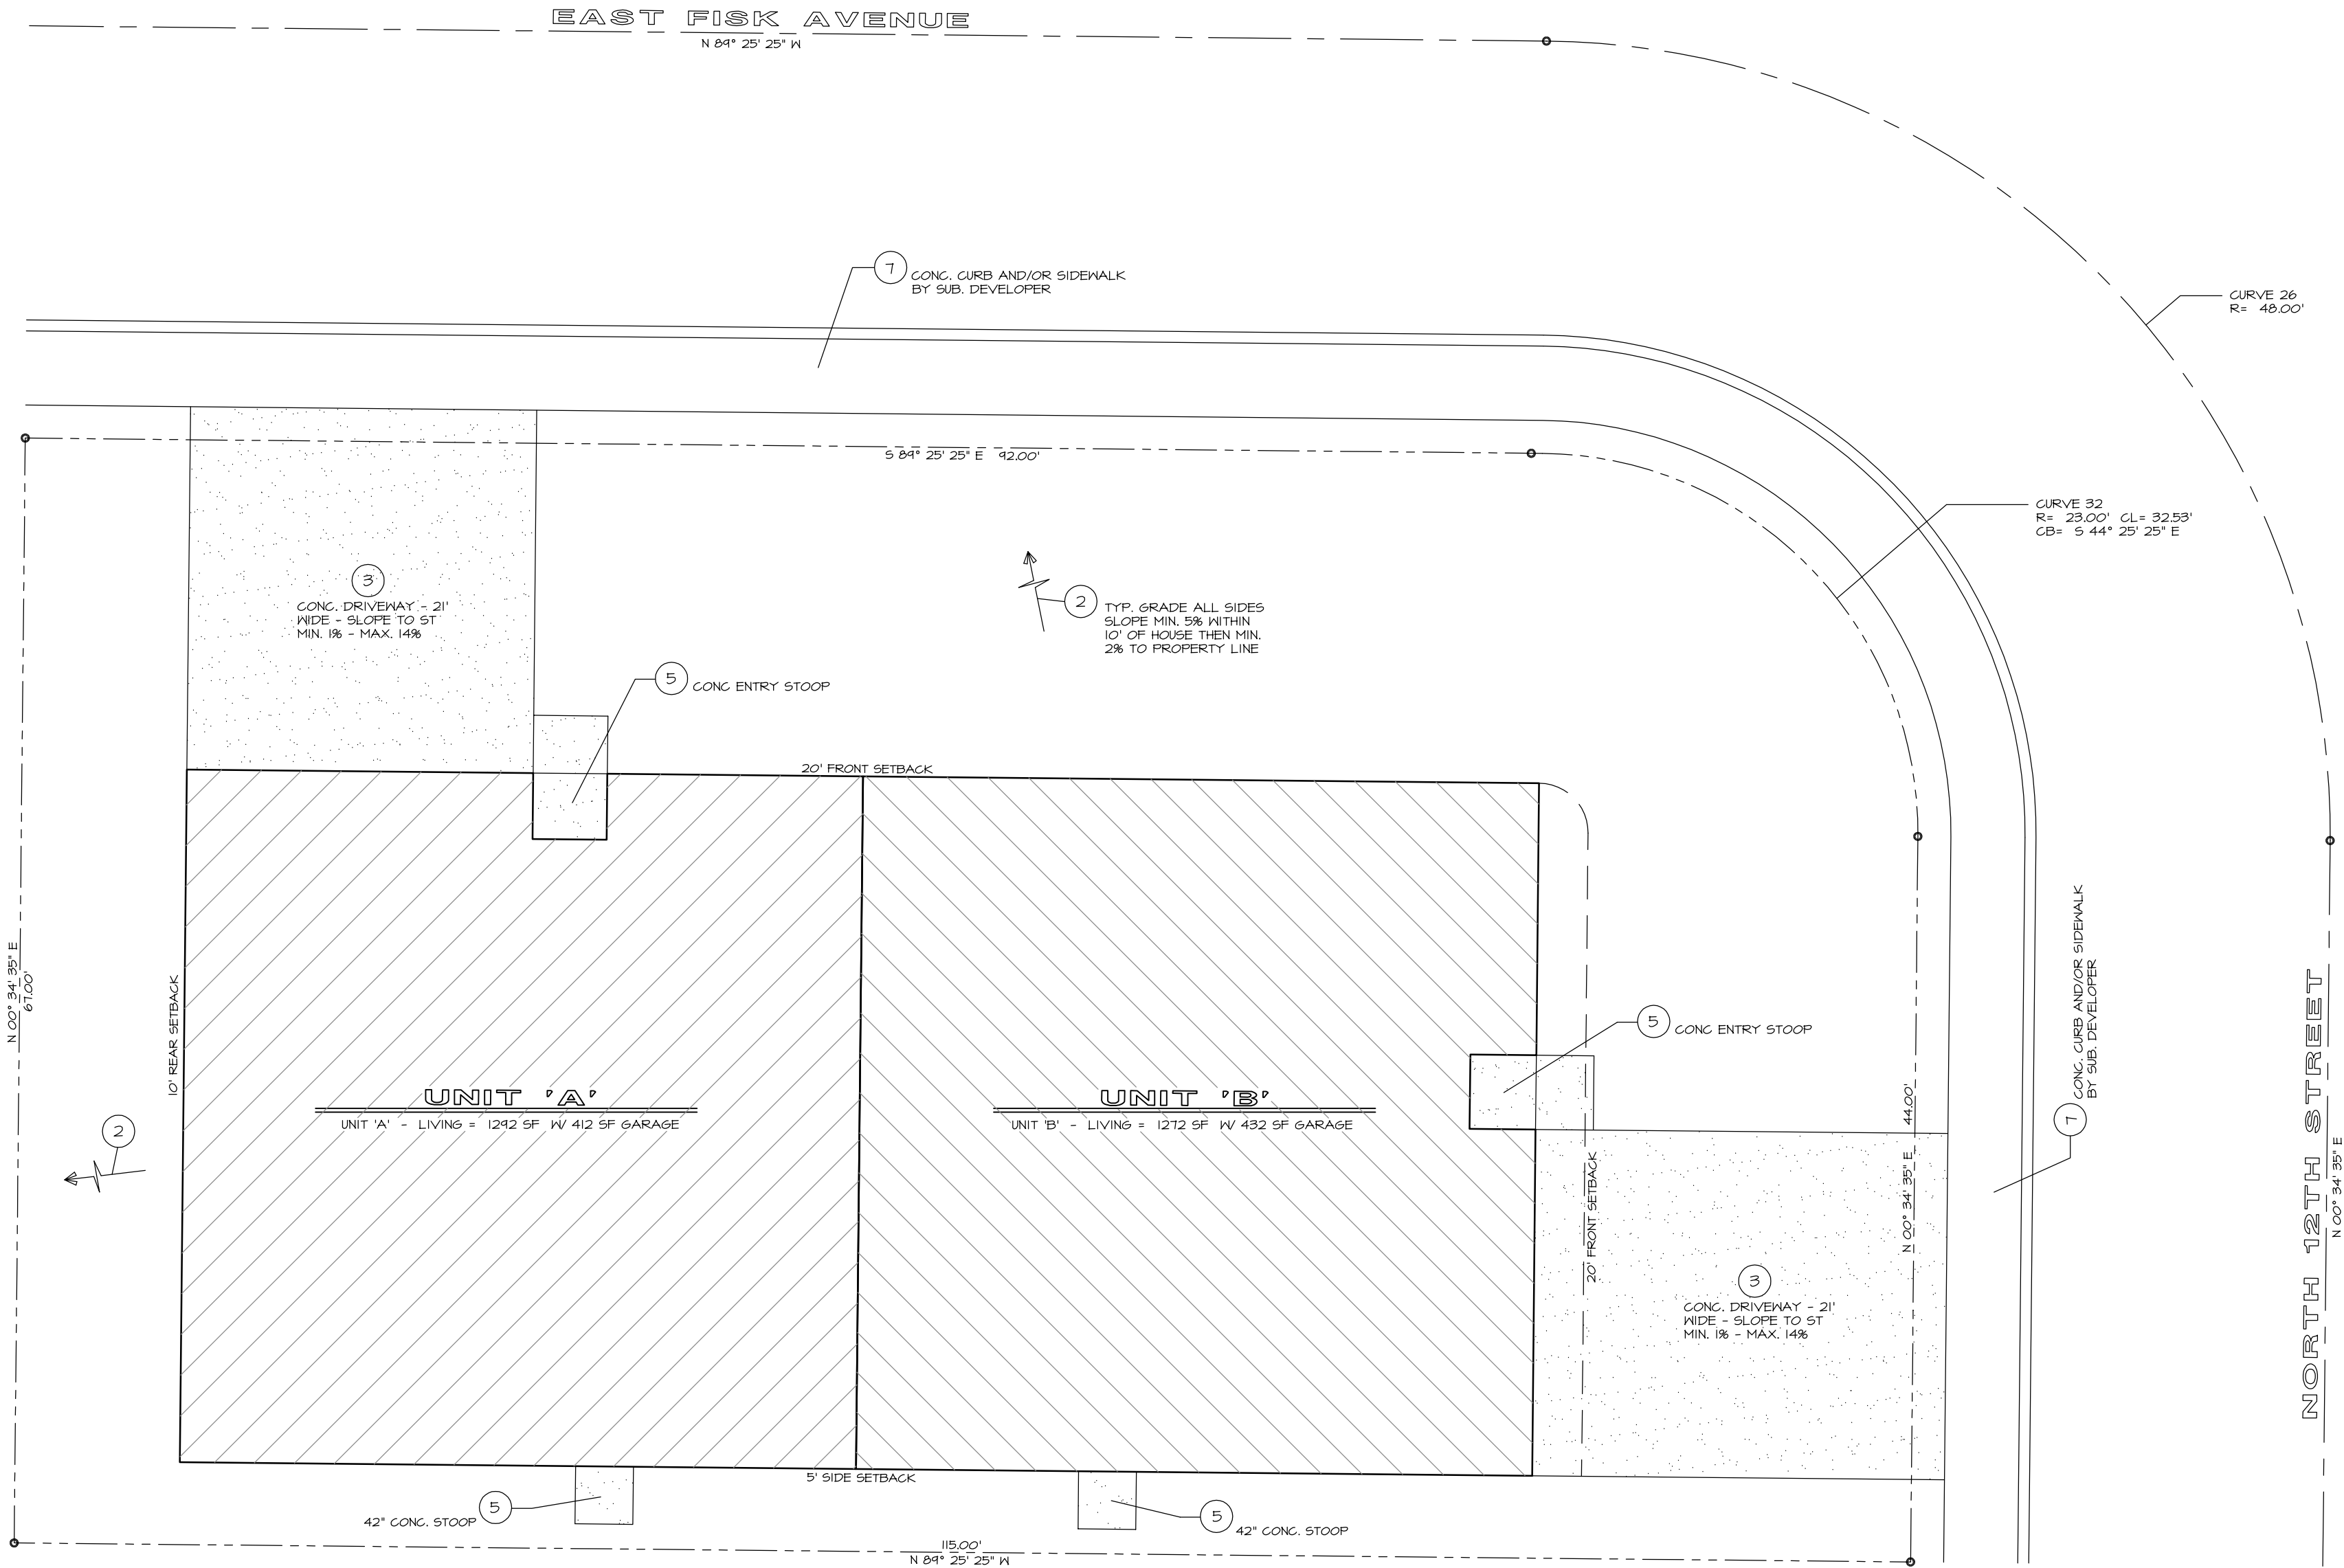 EAST FISK AVENUE
N 89° 25' 25" W
7
CONC. CURB AND/OR SIDEWALK
BY SUB. DEVELOPER
CURVE 26
R= 48.00'
S 89° 25' 25" E 92.00'
CURVE 32
R= 23.00' CL= 32.53'
CB= S 44° 25' 25" E
3
CONC. DRIVEWAY - 21'
WIDE - SLOPE TO ST
MIN. 1% - MAX. 14%
2
TYP. GRADE ALL SIDES
SLOPE MIN. 5% WITHIN
10' OF HOUSE THEN MIN.
2% TO PROPERTY LINE
5
CONC ENTRY STOOP
20' FRONT SETBACK
N 00° 34' 35" E
67.00'
10' REAR SETBACK
UNIT 'A'
UNIT 'A' - LIVING = 1292 SF W/ 412 SF GARAGE
UNIT 'B'
UNIT 'B' - LIVING = 1272 SF W/ 432 SF GARAGE
5
CONC ENTRY STOOP
20' FRONT SETBACK
N 00° 34' 35" E 44.00'
CONC. CURB AND/OR SIDEWALK
BY SUB. DEVELOPER
7
NORTH 12TH STREET
N 00° 34' 35" E
2
3
CONC. DRIVEWAY - 21'
WIDE - SLOPE TO ST
MIN. 1% - MAX. 14%
5' SIDE SETBACK
5
42" CONC. STOOP
5
42" CONC. STOOP
115.00'
N 89° 25' 25" W